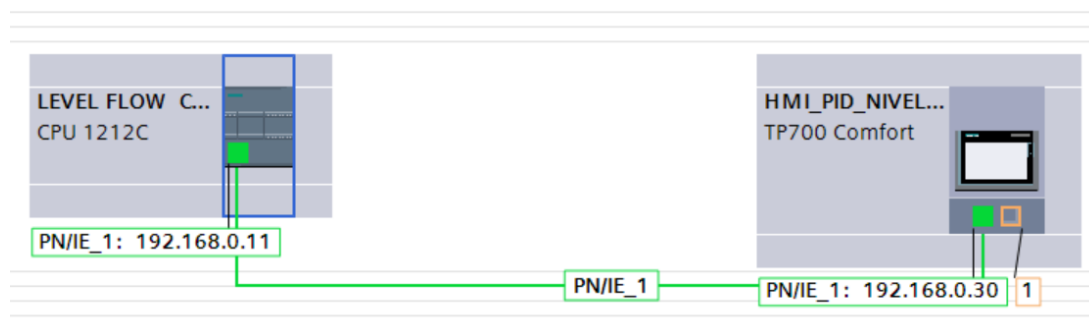 LEVEL FLOW C...
CPU 1212C
PN/IE_1: 192.168.0.11
PN/IE_1
HMI_PID_NIVEL...
TP700 Comfort
PN/IE_1: 192.168.0.30
1